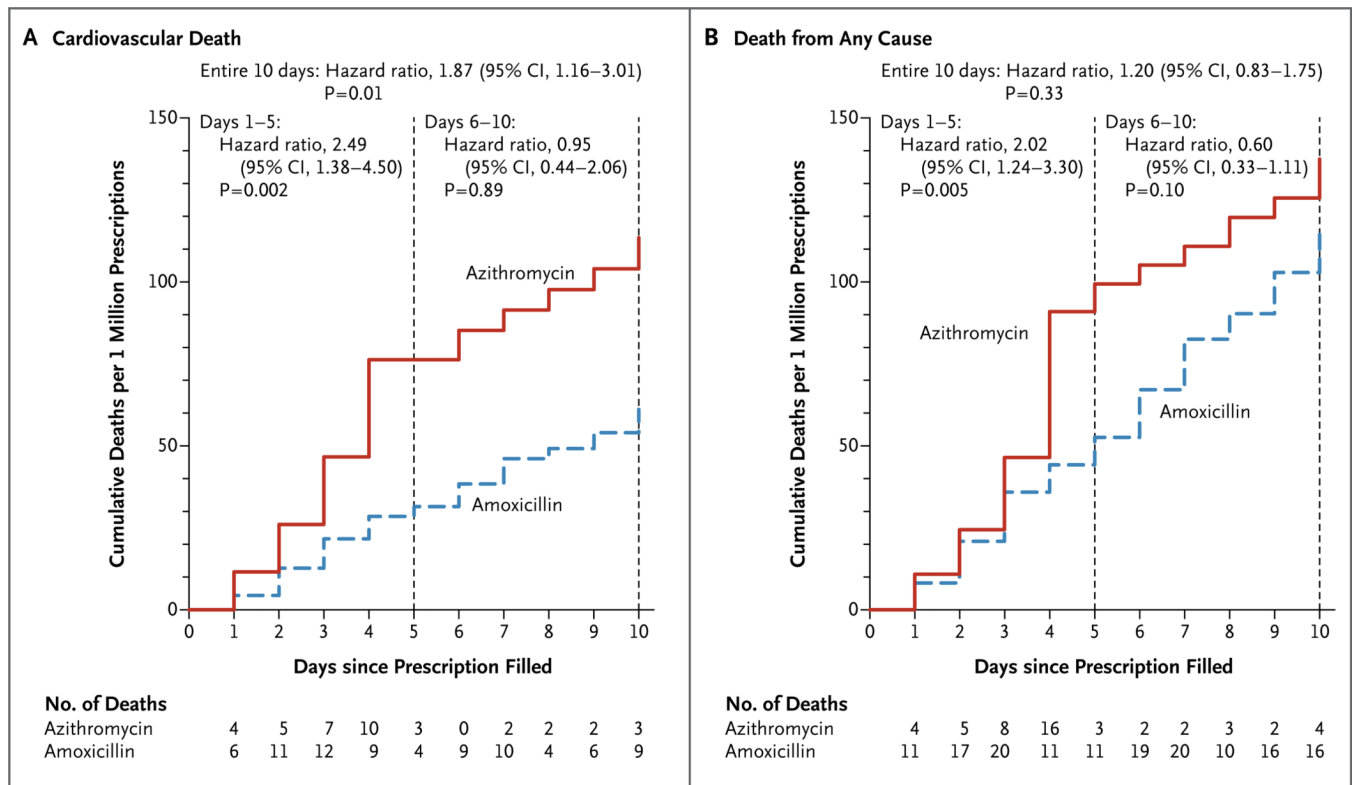 A Cardiovascular Death
Entire 10 days: Hazard ratio, 1.87 (95% CI, 1.16–3.01)
P=0.01
Days 1–5:
Hazard ratio, 2.49
(95% CI, 1.38–4.50)
P=0.002
Days 6–10:
Hazard ratio, 0.95
(95% CI, 0.44–2.06)
P=0.89
Cumulative Deaths per 1 Million Prescriptions
150
100
50
0
Azithromycin
Amoxicillin
0 1 2 3 4 5 6 7 8 9 10
Days since Prescription Filled
No. of Deaths
Azithromycin 4 5 7 10 3 0 2 2 2 3
Amoxicillin 6 11 12 9 4 9 10 4 6 9
B Death from Any Cause
Entire 10 days: Hazard ratio, 1.20 (95% CI, 0.83–1.75)
P=0.33
Days 1–5:
Hazard ratio, 2.02
(95% CI, 1.24–3.30)
P=0.005
Days 6–10:
Hazard ratio, 0.60
(95% CI, 0.33–1.11)
P=0.10
Cumulative Deaths per 1 Million Prescriptions
150
100
50
0
Azithromycin
Amoxicillin
0 1 2 3 4 5 6 7 8 9 10
Days since Prescription Filled
No. of Deaths
Azithromycin 4 5 8 16 3 2 2 3 2 4
Amoxicillin 11 17 20 11 11 19 20 10 16 16